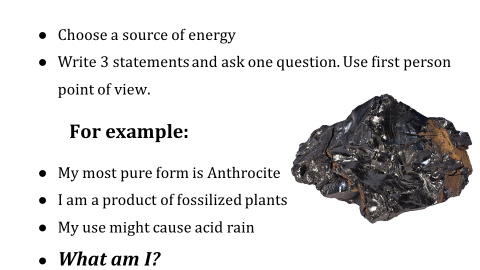 ● Choose a source of energy
● Write 3 statements and ask one question. Use first person
point of view.
For example:
● My most pure form is Anthrocite
● I am a product of fossilized plants
● My use might cause acid rain
● What am I?